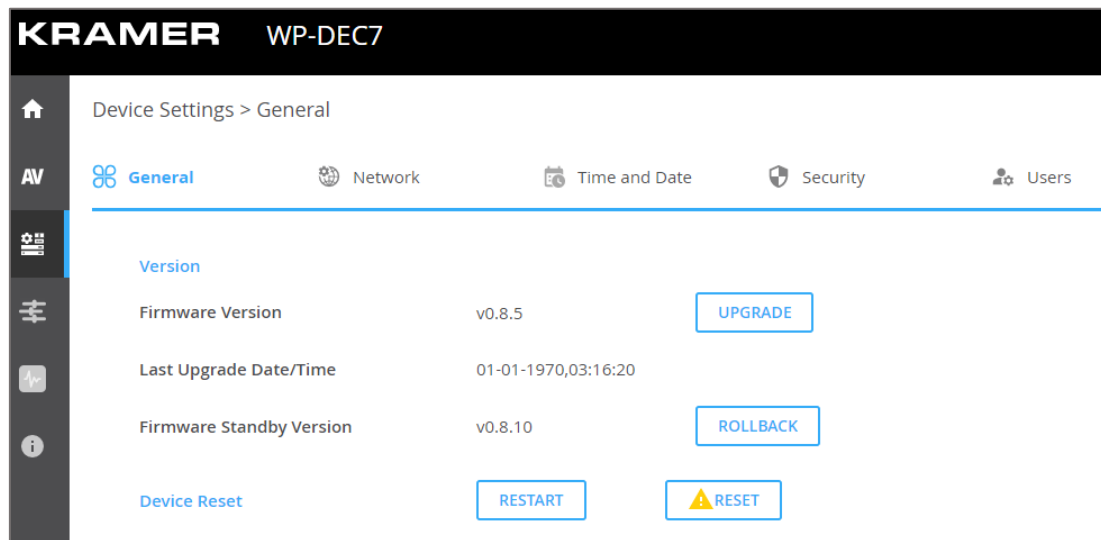 KRAMER WP-DEC7
Device Settings > General
AV
General Network Time and Date Security Users
Version
Firmware Version v0.8.5 UPGRADE
Last Upgrade Date/Time 01-01-1970,03:16:20
Firmware Standby Version v0.8.10 ROLLBACK
Device Reset RESTART RESET